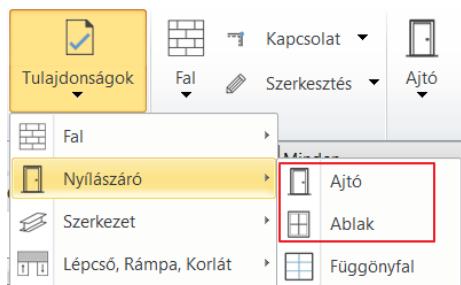 Tulajdonságok
Fal
Kapcsolat
Szerkesztés
Ajtó
Fal
Nyílászáró
Szerkezet
Lépcső, Rámpa, Korlát
Ajtó
Ablak
Függönyfal